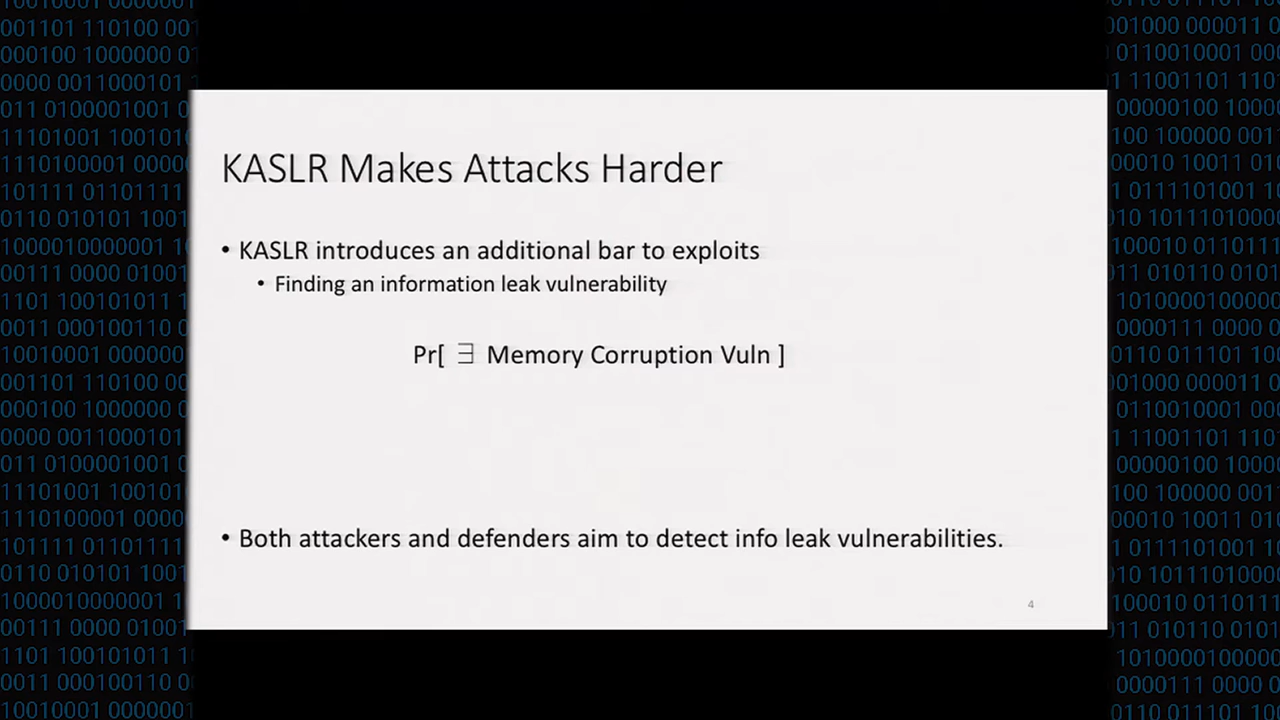 KASLR Makes Attacks Harder
• KASLR introduces an additional bar to exploits
• Finding an information leak vulnerability
Pr[ ∃ Memory Corruption Vuln ]
• Both attackers and defenders aim to detect info leak vulnerabilities.
4